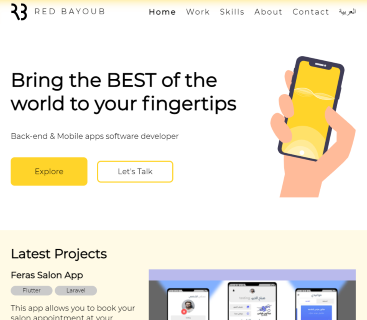 RED BAYOUB
Home Work Skills About Contact العربية
Bring the BEST of the
world to your fingertips
Back-end & Mobile apps software developer
Explore Let's Talk
Latest Projects
Feras Salon App
Flutter Laravel
This app allows you to book your
salon appointment at your